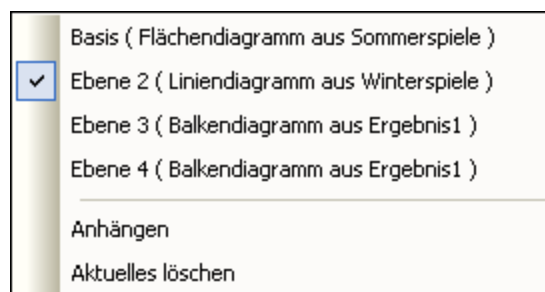 Basis ( Flächendiagramm aus Sommerspiele )
Ebene 2 ( Liniendiagramm aus Winterspiele )
Ebene 3 ( Balkendiagramm aus Ergebnis1 )
Ebene 4 ( Balkendiagramm aus Ergebnis1 )
Anhängen
Aktuelles löschen